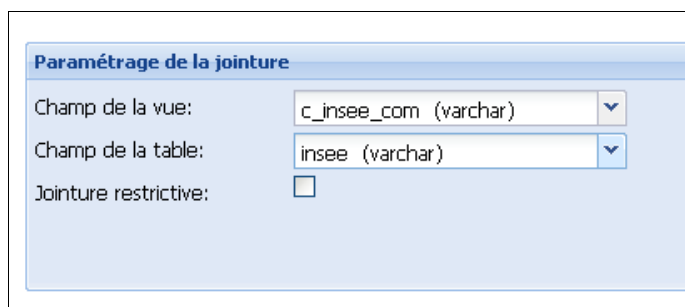 Paramétrage de la jointure
Champ de la vue: c_insee_com (varchar)
Champ de la table: insee (varchar)
Jointure restrictive: